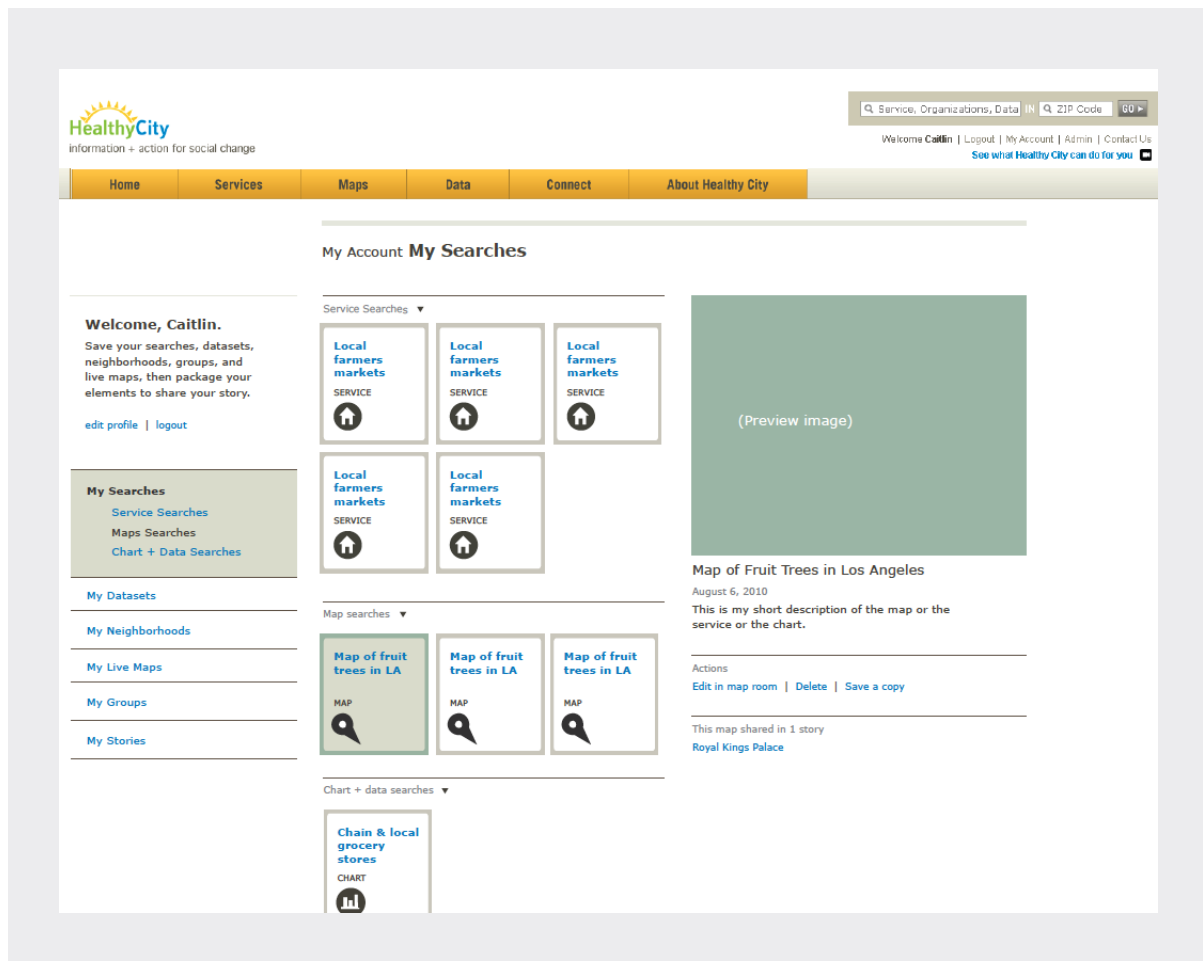 HealthyCity
information + action for social change
Service, Organizations, Data IN ZIP Code GO
Welcome Caitlin | Logout | My Account | Admin | Contact Us
See what Healthy City can do for you
Home Services Maps Data Connect About Healthy City
My Account My Searches
Welcome, Caitlin.
Save your searches, datasets,
neighborhoods, groups, and
live maps, then package your
elements to share your story.
edit profile | logout
My Searches
Service Searches
Maps Searches
Chart + Data Searches
My Datasets
My Neighborhoods
My Live Maps
My Groups
My Stories
Service Searches
Local
farmers
markets
SERVICE
Local
farmers
markets
SERVICE
Local
farmers
markets
SERVICE
Local
farmers
markets
SERVICE
Local
farmers
markets
SERVICE
Map searches
Map of fruit
trees in LA
MAP
Map of fruit
trees in LA
MAP
Map of fruit
trees in LA
MAP
Chart + data searches
Chain & local
grocery
stores
CHART
(Preview image)
Map of Fruit Trees in Los Angeles
August 6, 2010
This is my short description of the map or the
service or the chart.
Actions
Edit in map room | Delete | Save a copy
This map shared in 1 story
Royal Kings Palace